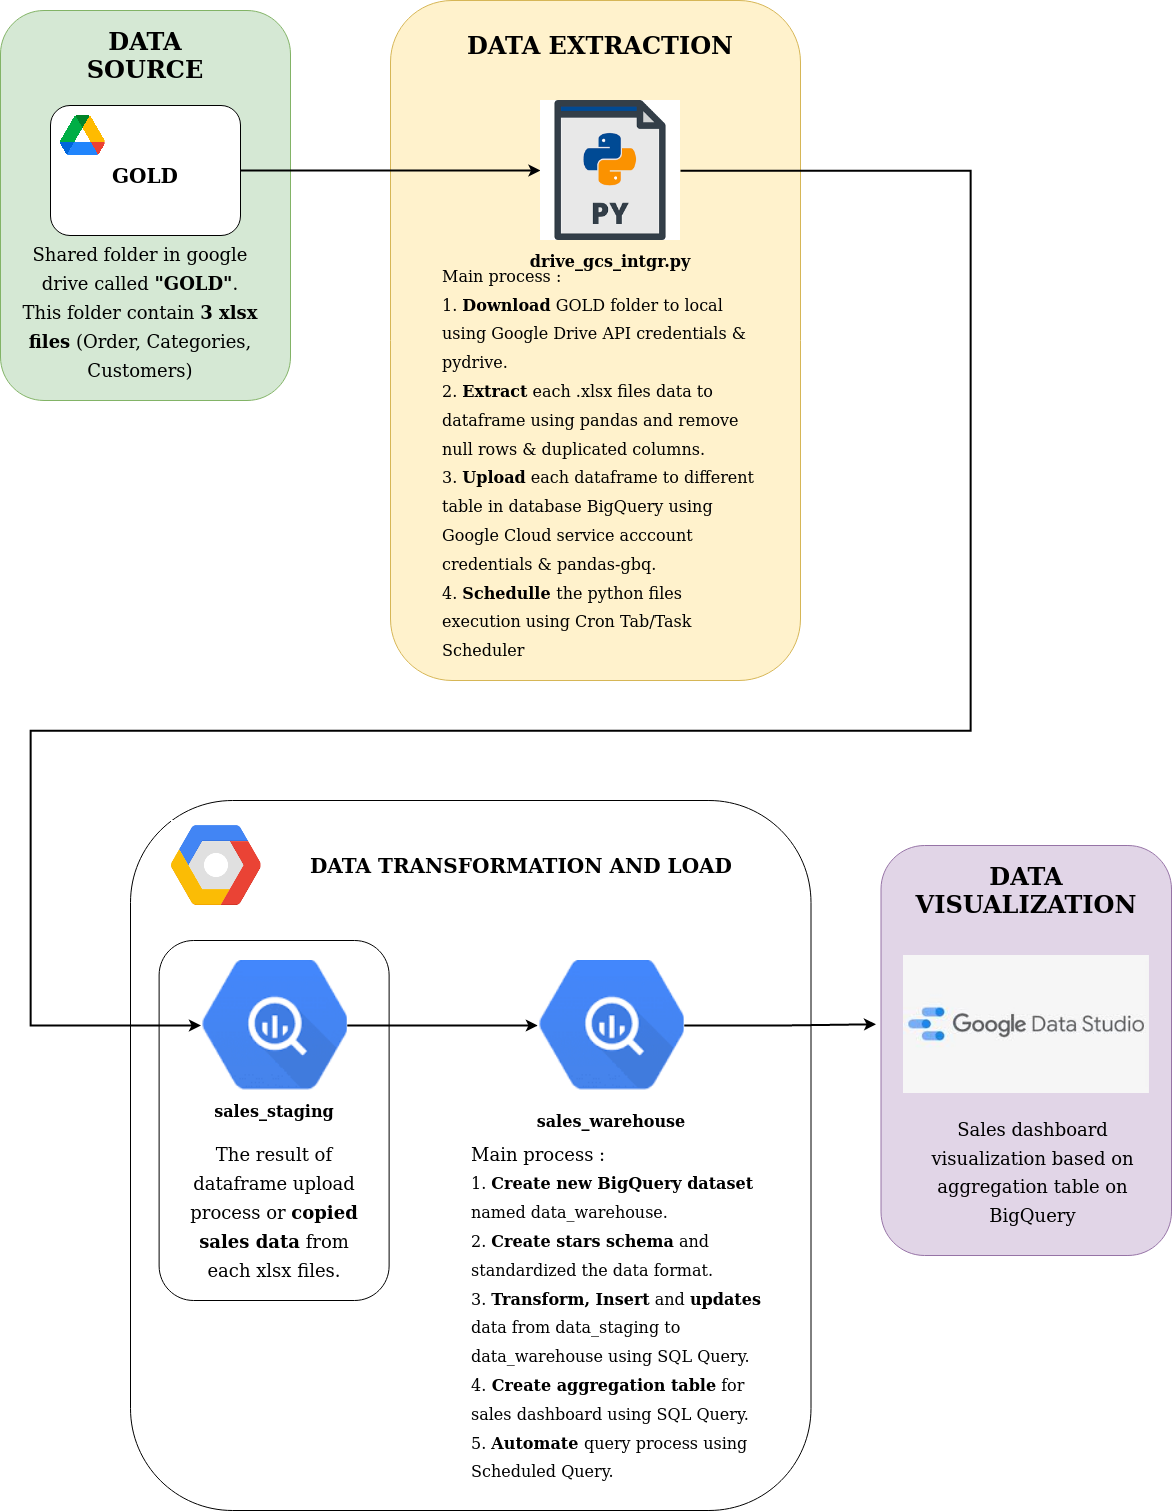 DATA
SOURCE
GOLD
Shared folder in google
drive called "GOLD".
This folder contain 3 xlsx
files (Order, Categories,
Customers)
DATA EXTRACTION
PY
drive_gcs_intgr.py
Main process :
1. Download GOLD folder to local
using Google Drive API credentials &
pydrive.
2. Extract each .xlsx files data to
dataframe using pandas and remove
null rows & duplicated columns.
3. Upload each dataframe to different
table in database BigQuery using
Google Cloud service acccount
credentials & pandas-gbq.
4. Schedulle the python files
execution using Cron Tab/Task
Scheduler
DATA TRANSFORMATION AND LOAD
sales_staging
The result of
dataframe upload
process or copied
sales data from
each xlsx files.
sales_warehouse
Main process :
1. Create new BigQuery dataset
named data_warehouse.
2. Create stars schema and
standardized the data format.
3. Transform, Insert and updates
data from data_staging to
data_warehouse using SQL Query.
4. Create aggregation table for
sales dashboard using SQL Query.
5. Automate query process using
Scheduled Query.
DATA
VISUALIZATION
Google Data Studio
Sales dashboard
visualization based on
aggregation table on
BigQuery